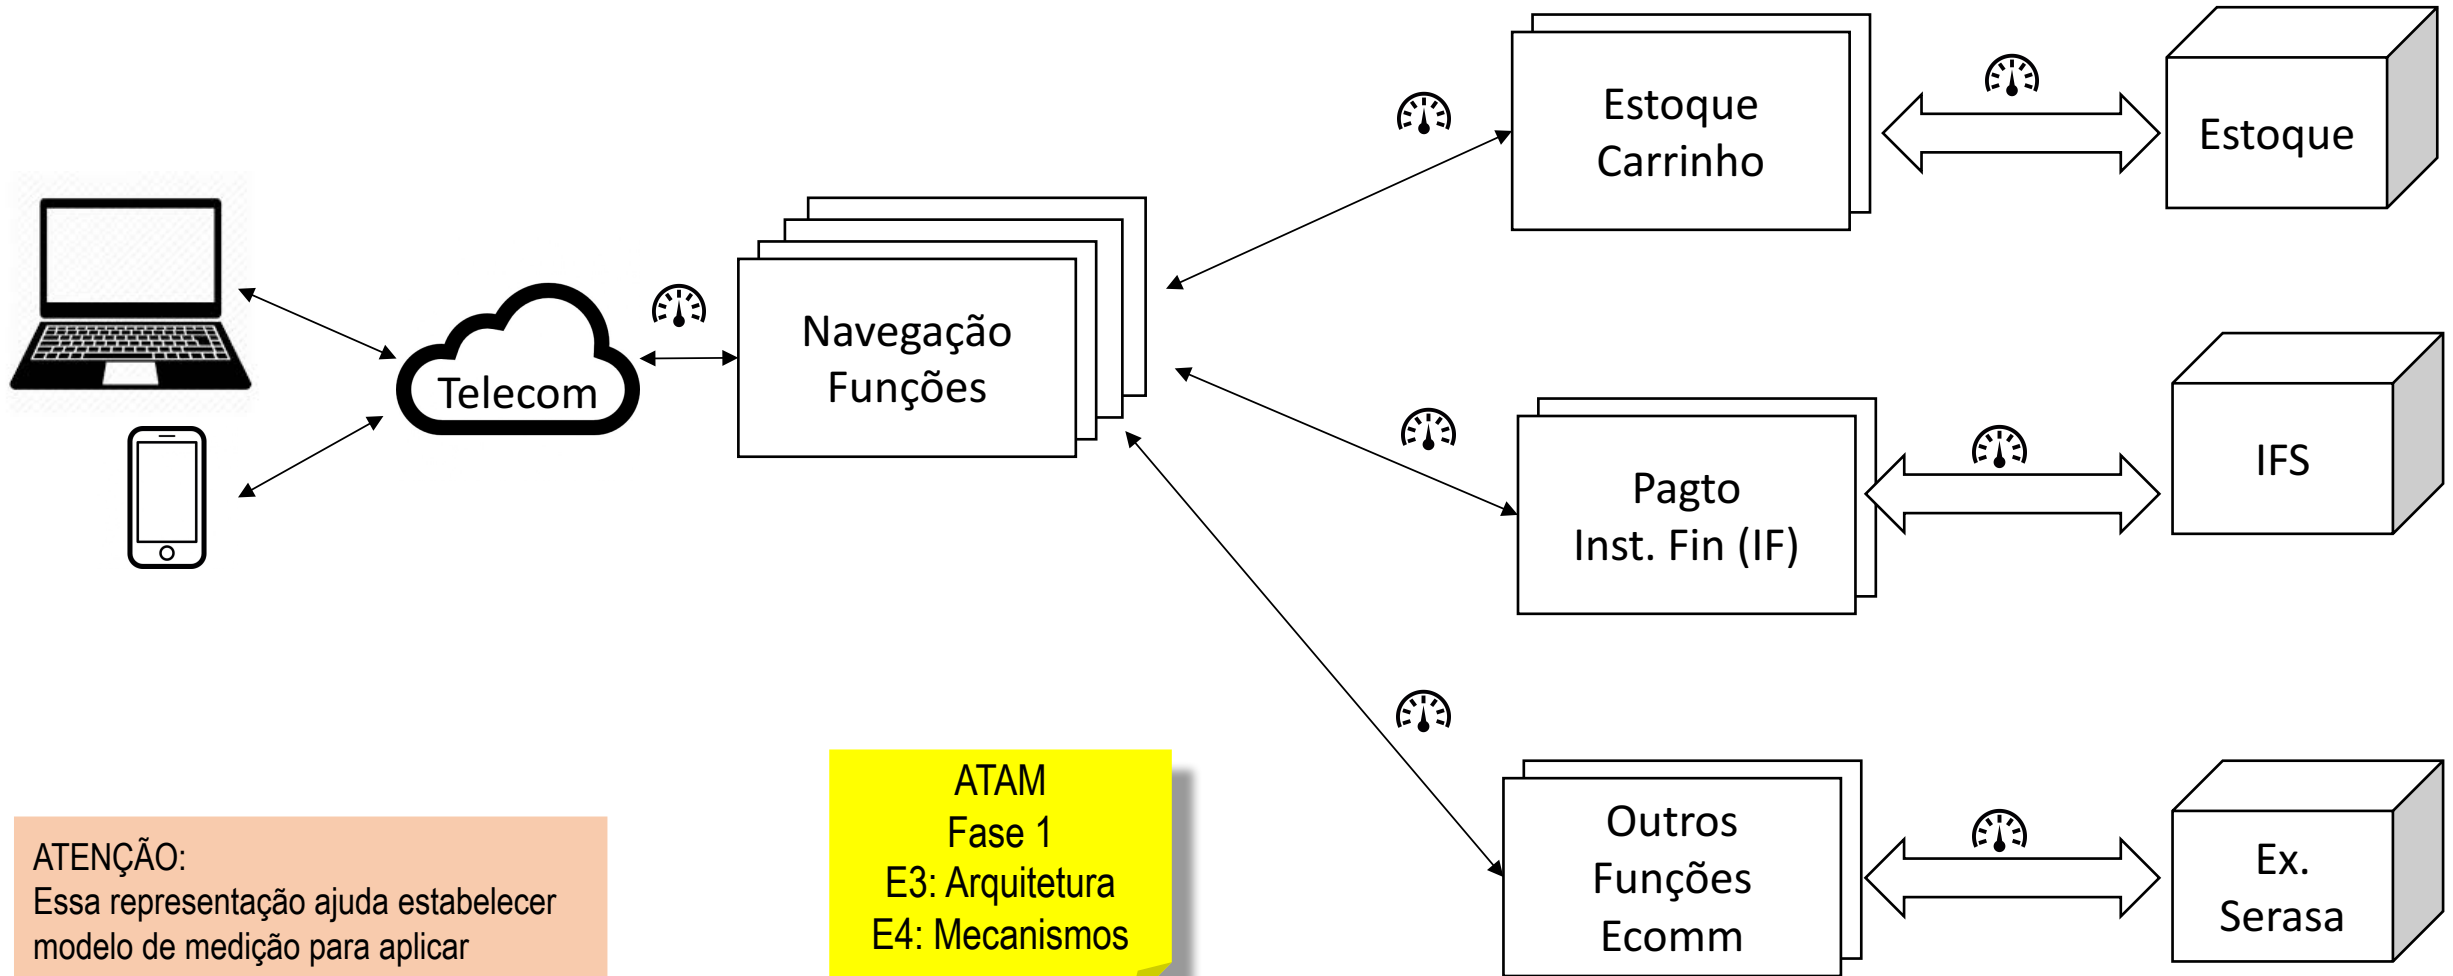 Estoque
Carrinho
Estoque
Telecom
Navegação
Funções
Pagto
Inst. Fin (IF)
IFS
Outros
Funções
Ecomm
Ex.
Serasa
ATAM
Fase 1
E3: Arquitetura
E4: Mecanismos
ATENÇÃO:
Essa representação ajuda estabelecer
modelo de medição para aplicar